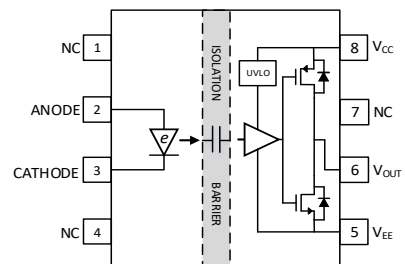 NC 1
ANODE 2
CATHODE 3
NC 4
e
ISOLATION
BARRIER
UVLO
8 VCC
7 NC
6 VOUT
5 VEE